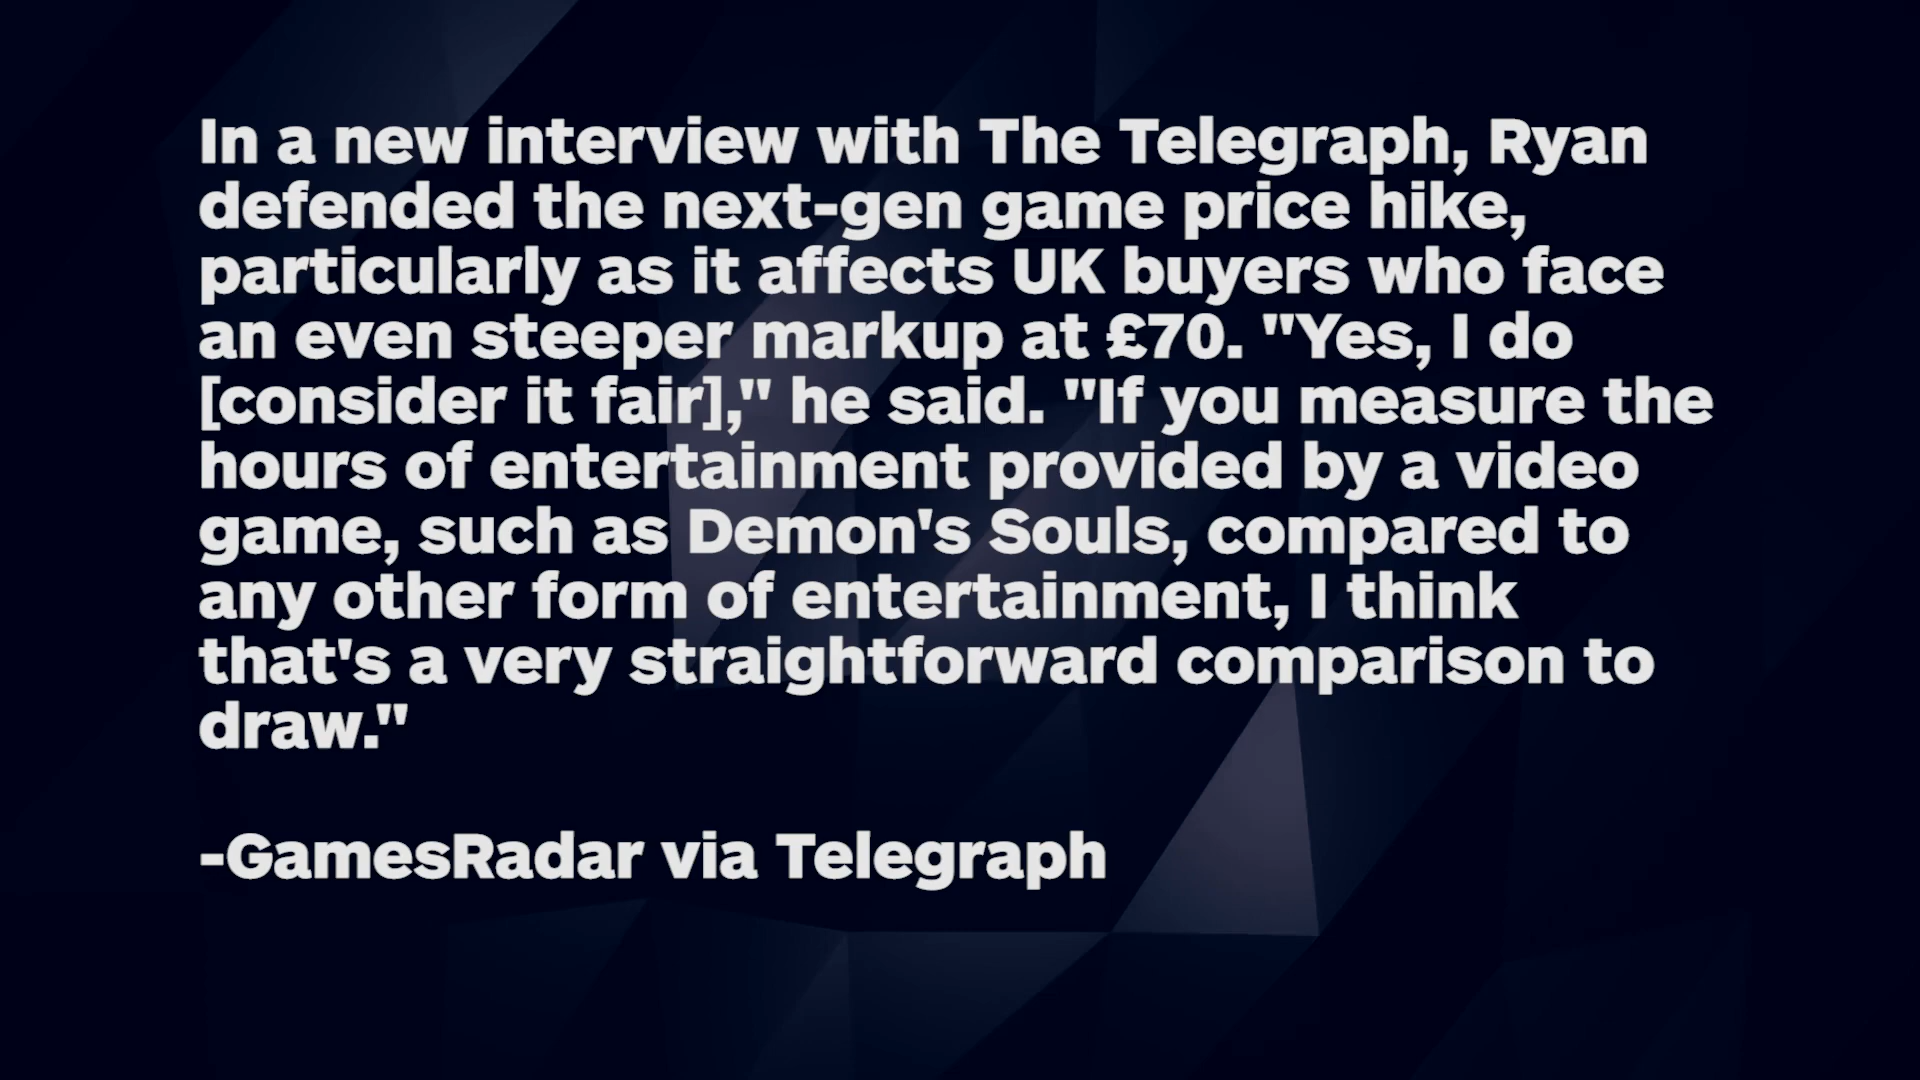 In a new interview with The Telegraph, Ryan
defended the next-gen game price hike,
particularly as it affects UK buyers who face
an even steeper markup at £70. "Yes, I do
[consider it fair]," he said. "If you measure the
hours of entertainment provided by a video
game, such as Demon's Souls, compared to
any other form of entertainment, I think
that's a very straightforward comparison to
draw."
-GamesRadar via Telegraph